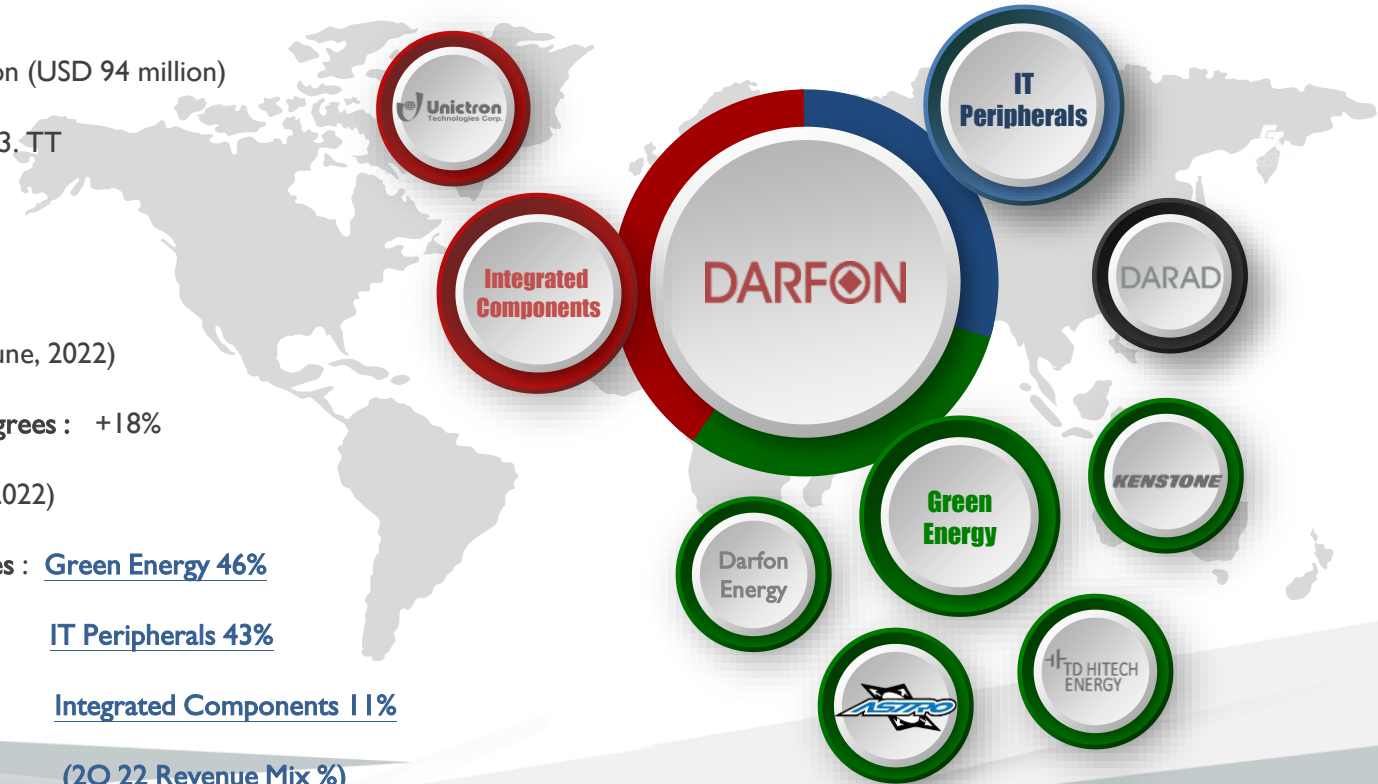 on (USD 94 million)
3. TT
une, 2022)
grees : +18%
2022)
es : Green Energy 46%
IT Peripherals 43%
Integrated Components 11%
(2Q 22 Revenue Mix %)
Unictron
Technologies Corp.
IT
Peripherals
Integrated
Components
DARFON
DARAD
KENSTONE
Green
Energy
Darfon
Energy
ASTRO
TD HITECH
ENERGY